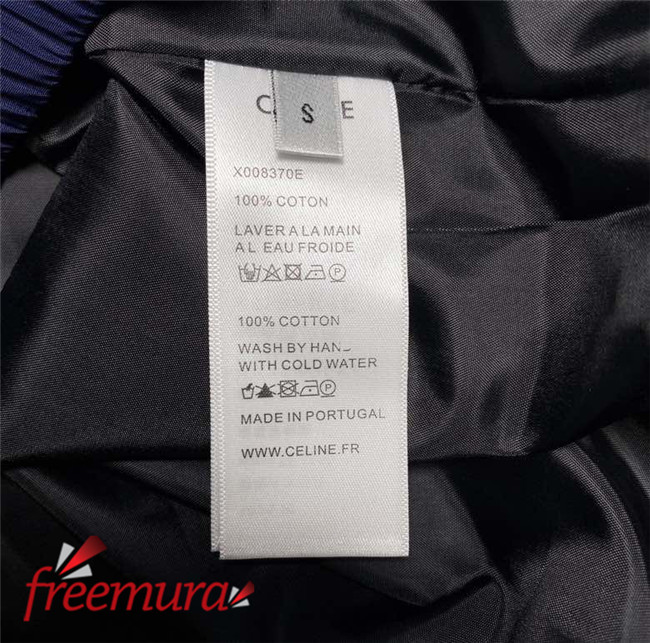 S
X008370E
100% COTON
LAVER A LA MAIN
A L EAU FROIDE
100% COTTON
WASH BY HAND
WITH COLD WATER
MADE IN PORTUGAL
WWW.CELINE.FR
freemura